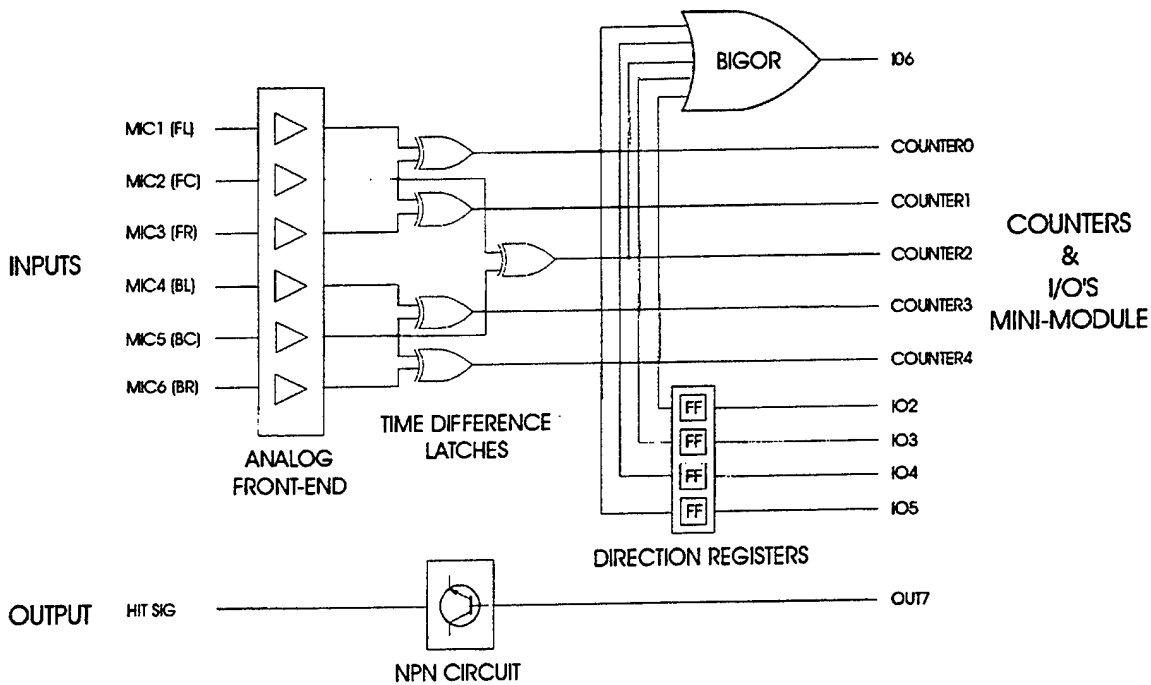 BIGOR
IO6
MIC1 (FL)
MIC2 (FC)
MIC3 (FR)
MIC4 (BL)
MIC5 (BC)
MIC6 (BR)
INPUTS
ANALOG
FRONT-END
TIME DIFFERENCE
LATCHES
COUNTER0
COUNTER1
COUNTER2
COUNTER3
COUNTER4
COUNTERS
&
I/O'S
MINI-MODULE
FF
IO2
FF
IO3
FF
IO4
FF
IO5
DIRECTION REGISTERS
OUTPUT
HIT SIG
OUT7
NPN CIRCUIT